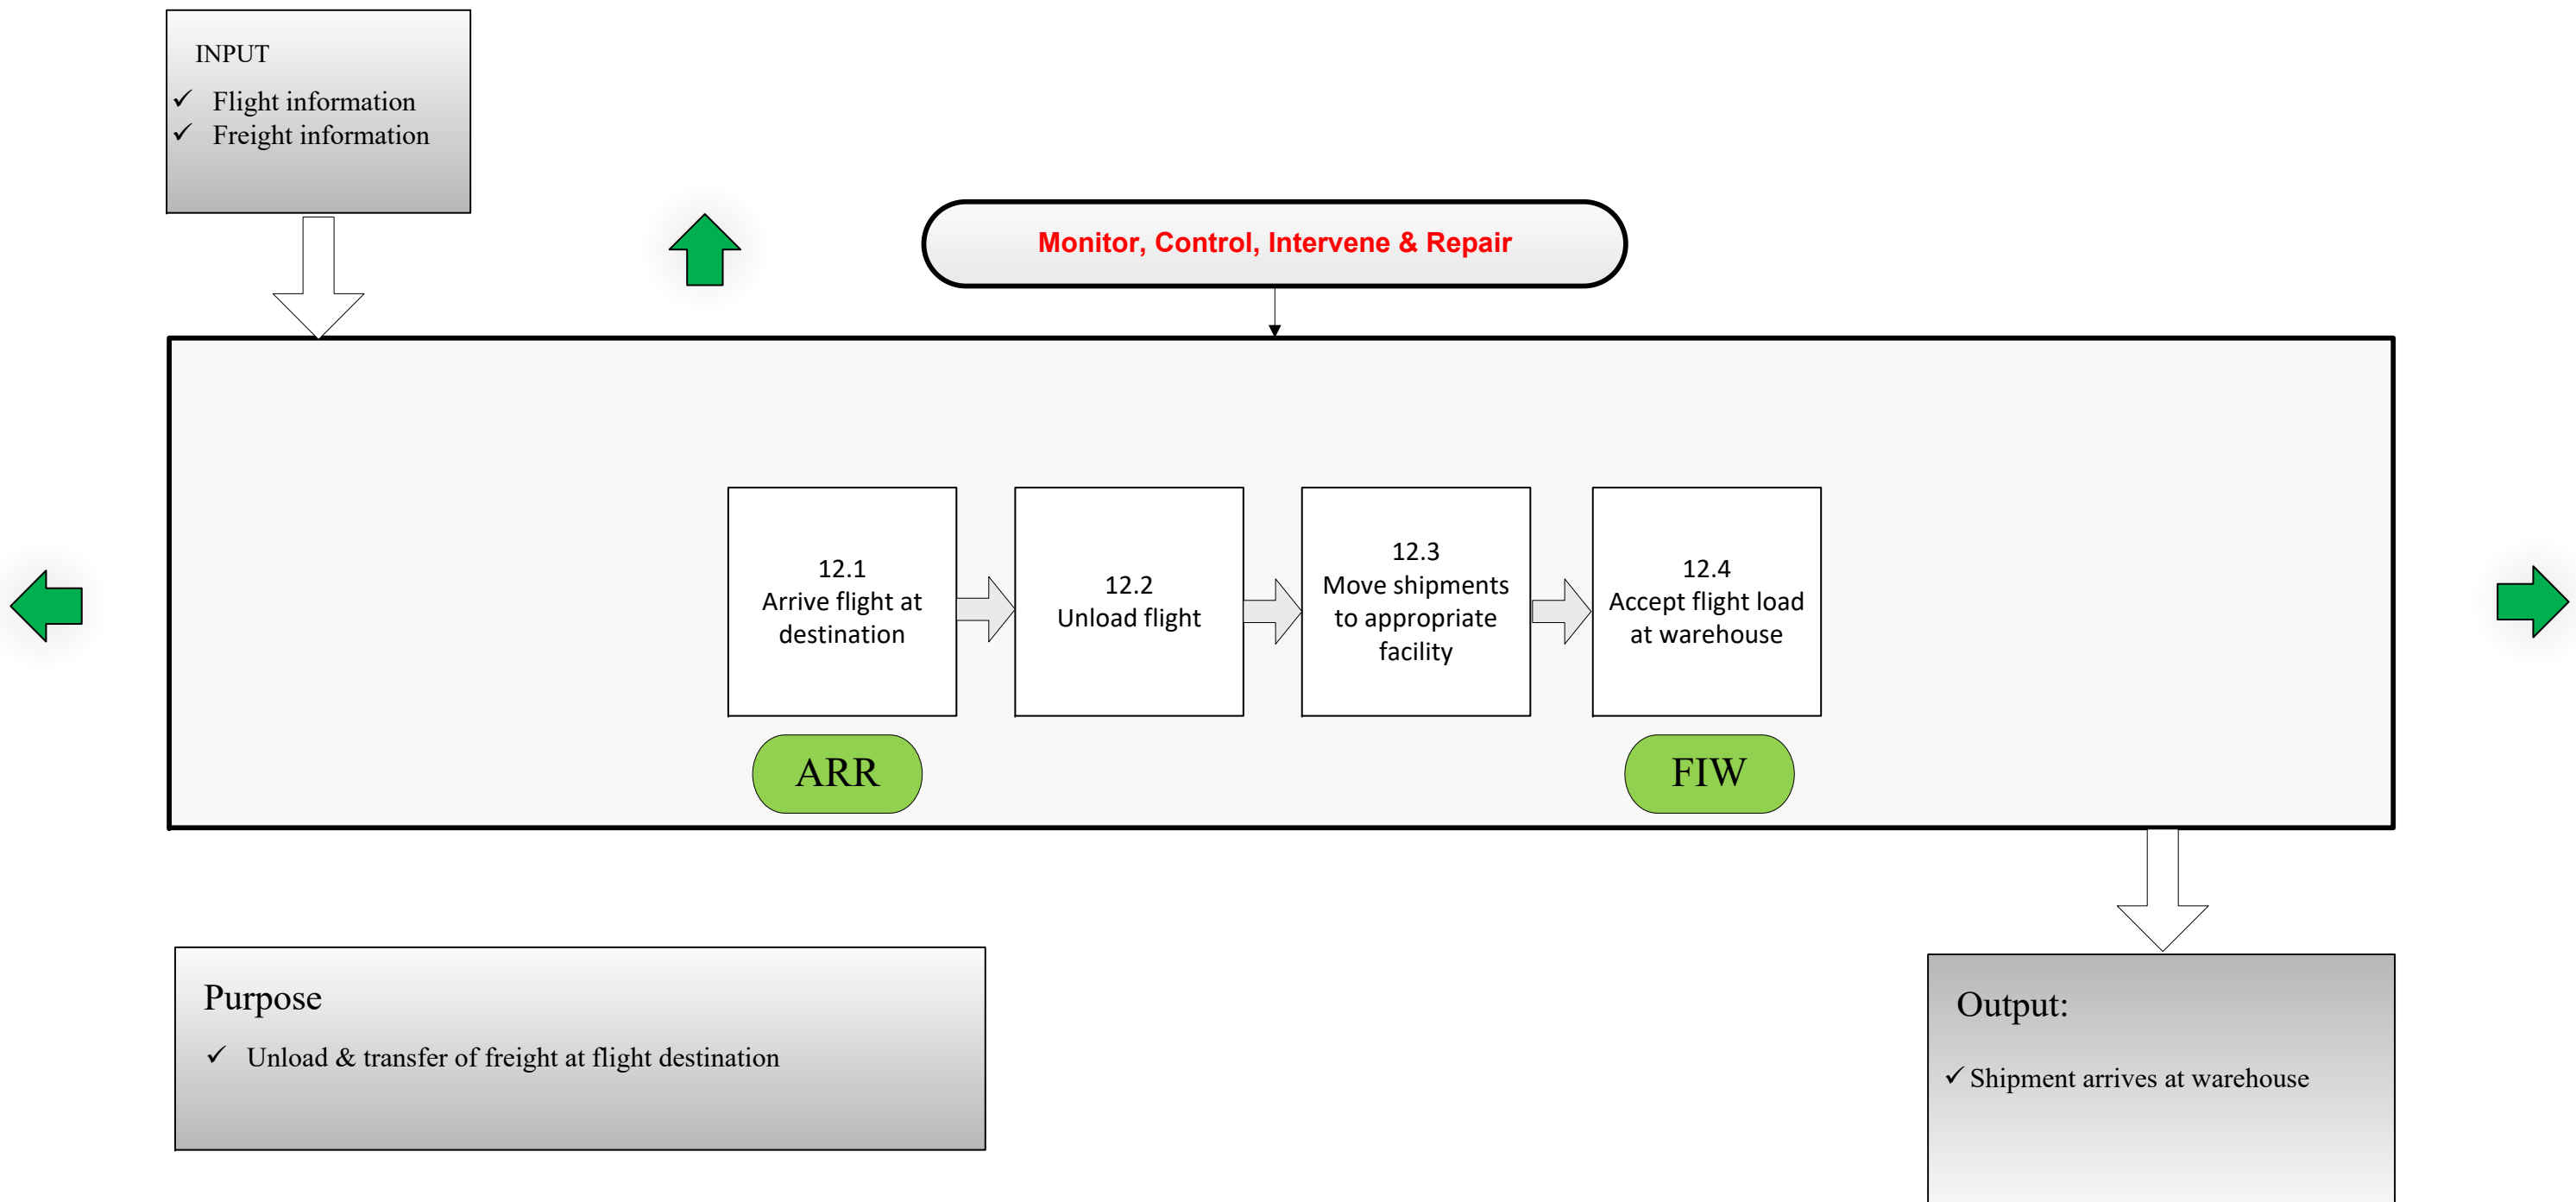 INPUT
✓ Flight information
✓ Freight information
Monitor, Control, Intervene & Repair
12.1
Arrive flight at
destination
12.2
Unload flight
12.3
Move shipments
to appropriate
facility
12.4
Accept flight load
at warehouse
ARR
FIW
Purpose
✓ Unload & transfer of freight at flight destination
Output:
✓ Shipment arrives at warehouse